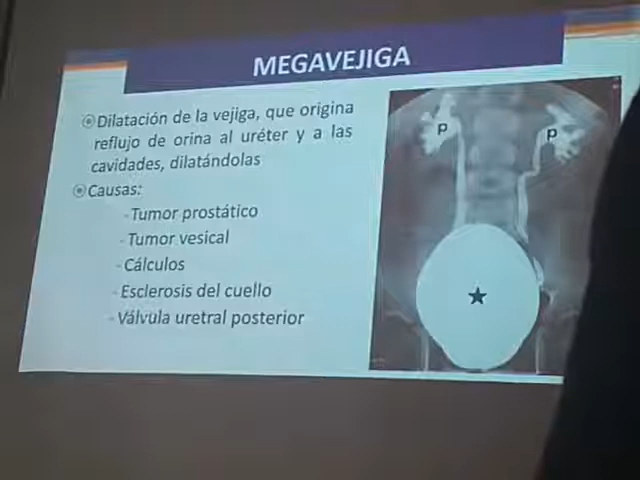 MEGAVEJIGA
Dilatación de la vejiga, que origina
reflujo de orina al uréter y a las
cavidades, dilatándolas
Causas:
- Tumor prostático
- Tumor vesical
- Cálculos
- Esclerosis del cuello
- Válvula uretral posterior
P
P